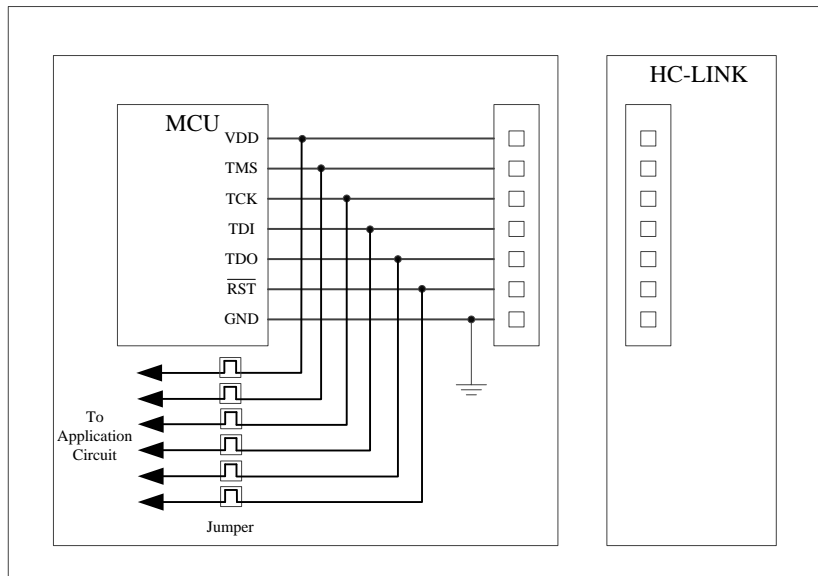 HC-LINK
MCU
VDD
TMS
TCK
TDI
TDO
RST
GND
To
Application
Circuit
Jumper